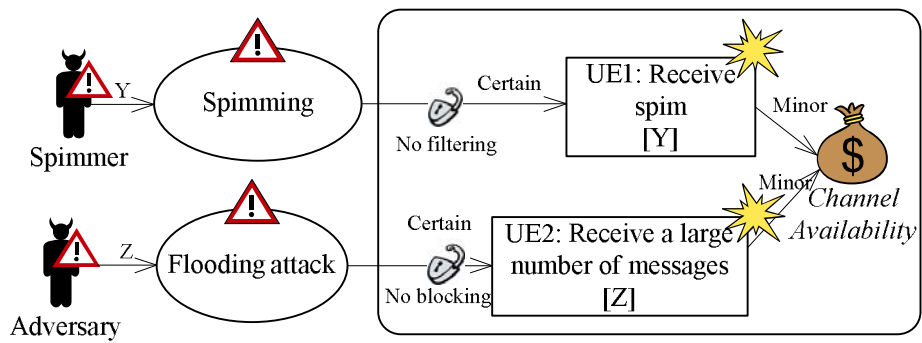 Spimmer
Y
Spimming
No filtering
Certain
UE1: Receive
spim
[Y]
Minor
$
Channel
Availability
Adversary
Z
Flooding attack
Certain
No blocking
UE2: Receive a large
number of messages
[Z]
Minor
!
!
!
!